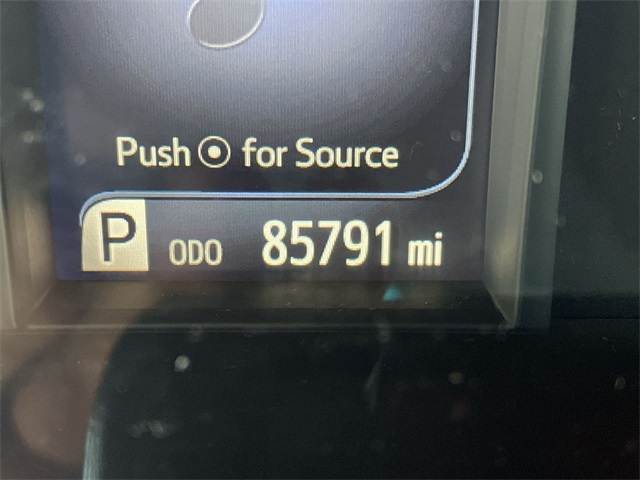 Push ⊙ for Source
P ODO 85791 mi